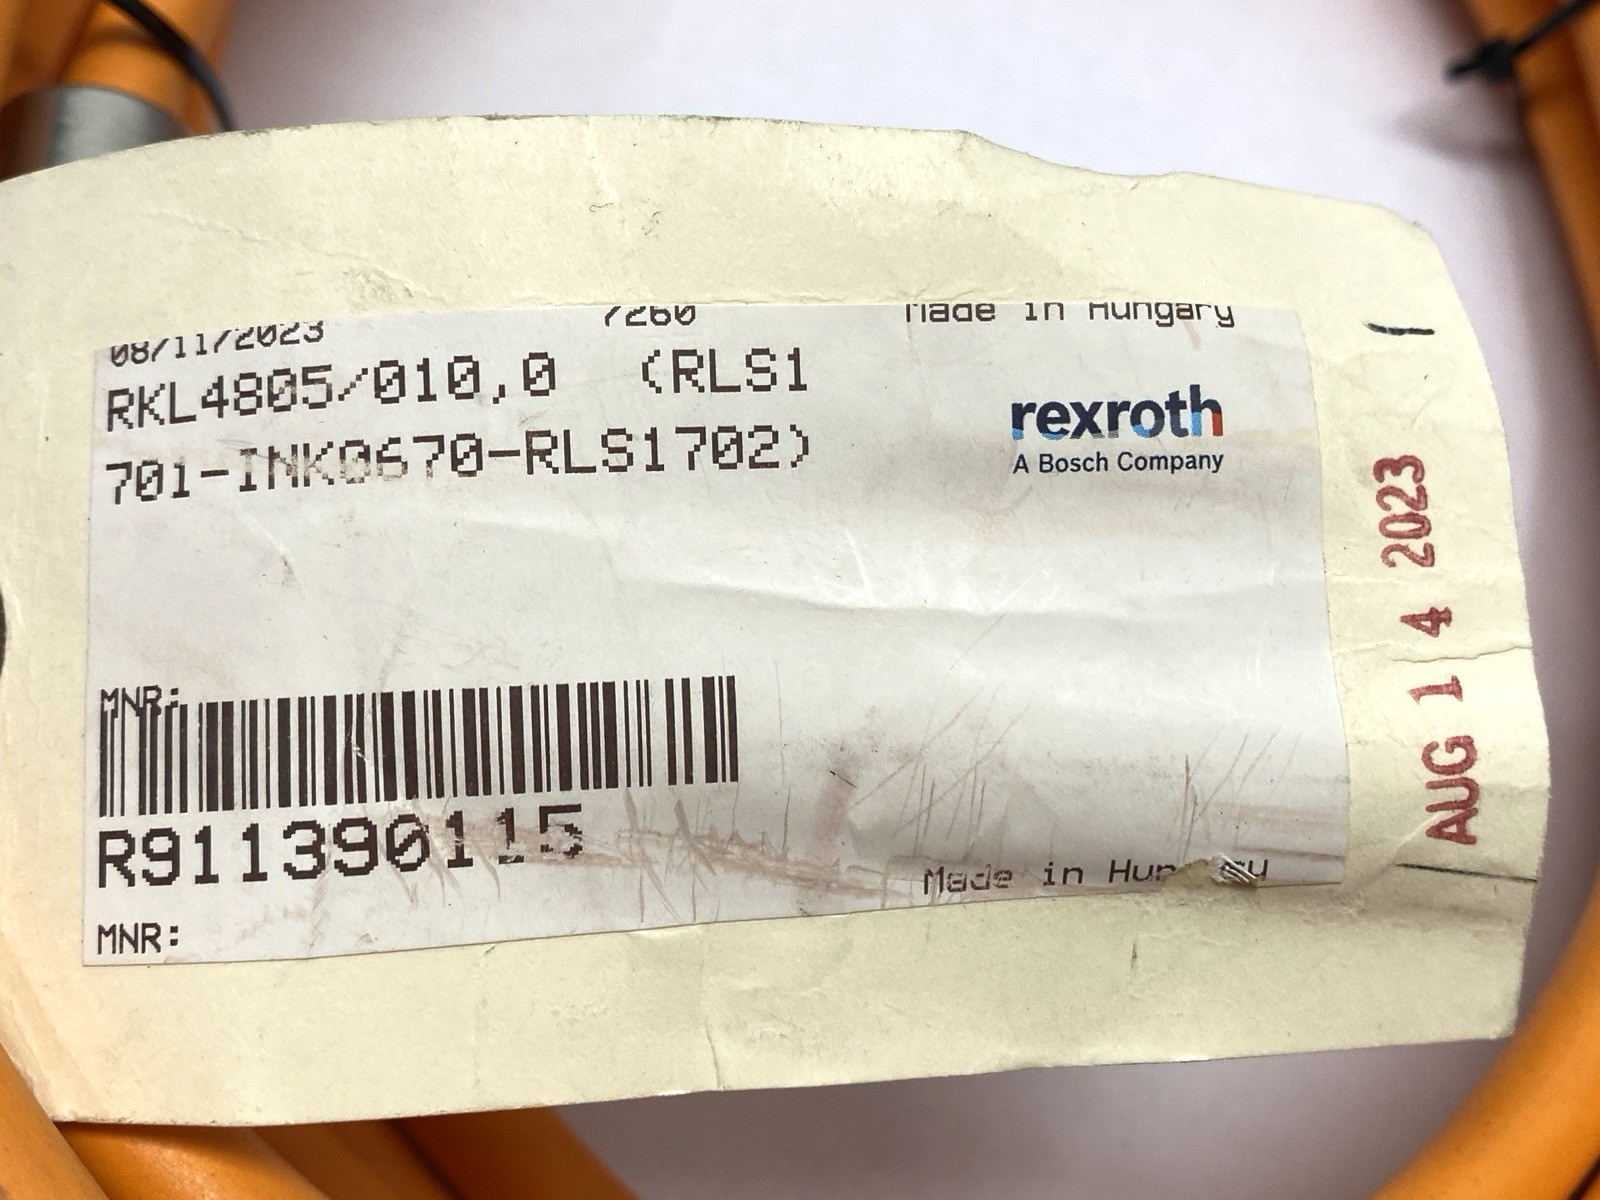 08/11/2023 7260 Made in Hungary
RKL4805/010,0 (RLS1
701-INK0670-RLS1702)
rexroth
A Bosch Company
AUG 14 2023
MNR:
R911390115
Made in Hungary
MNR: